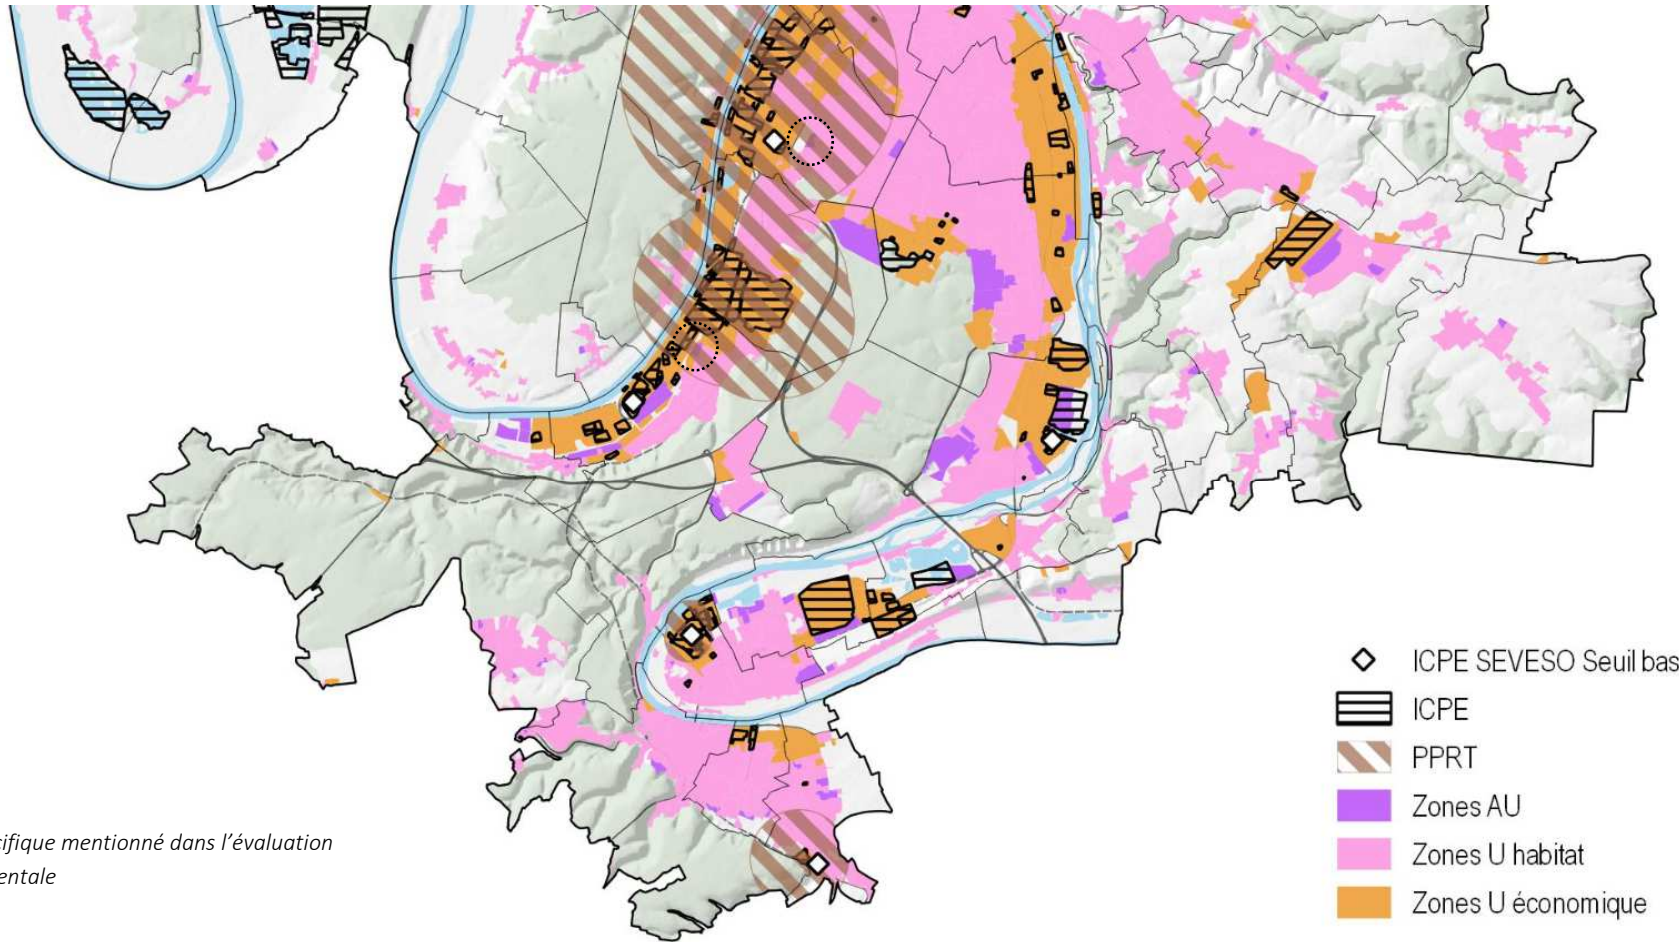 ICPE SEVESO Seuil bas
ICPE
PPRT
Zones AU
Zones U habitat
Zones U économique
cifique mentionné dans l’évaluation
entale